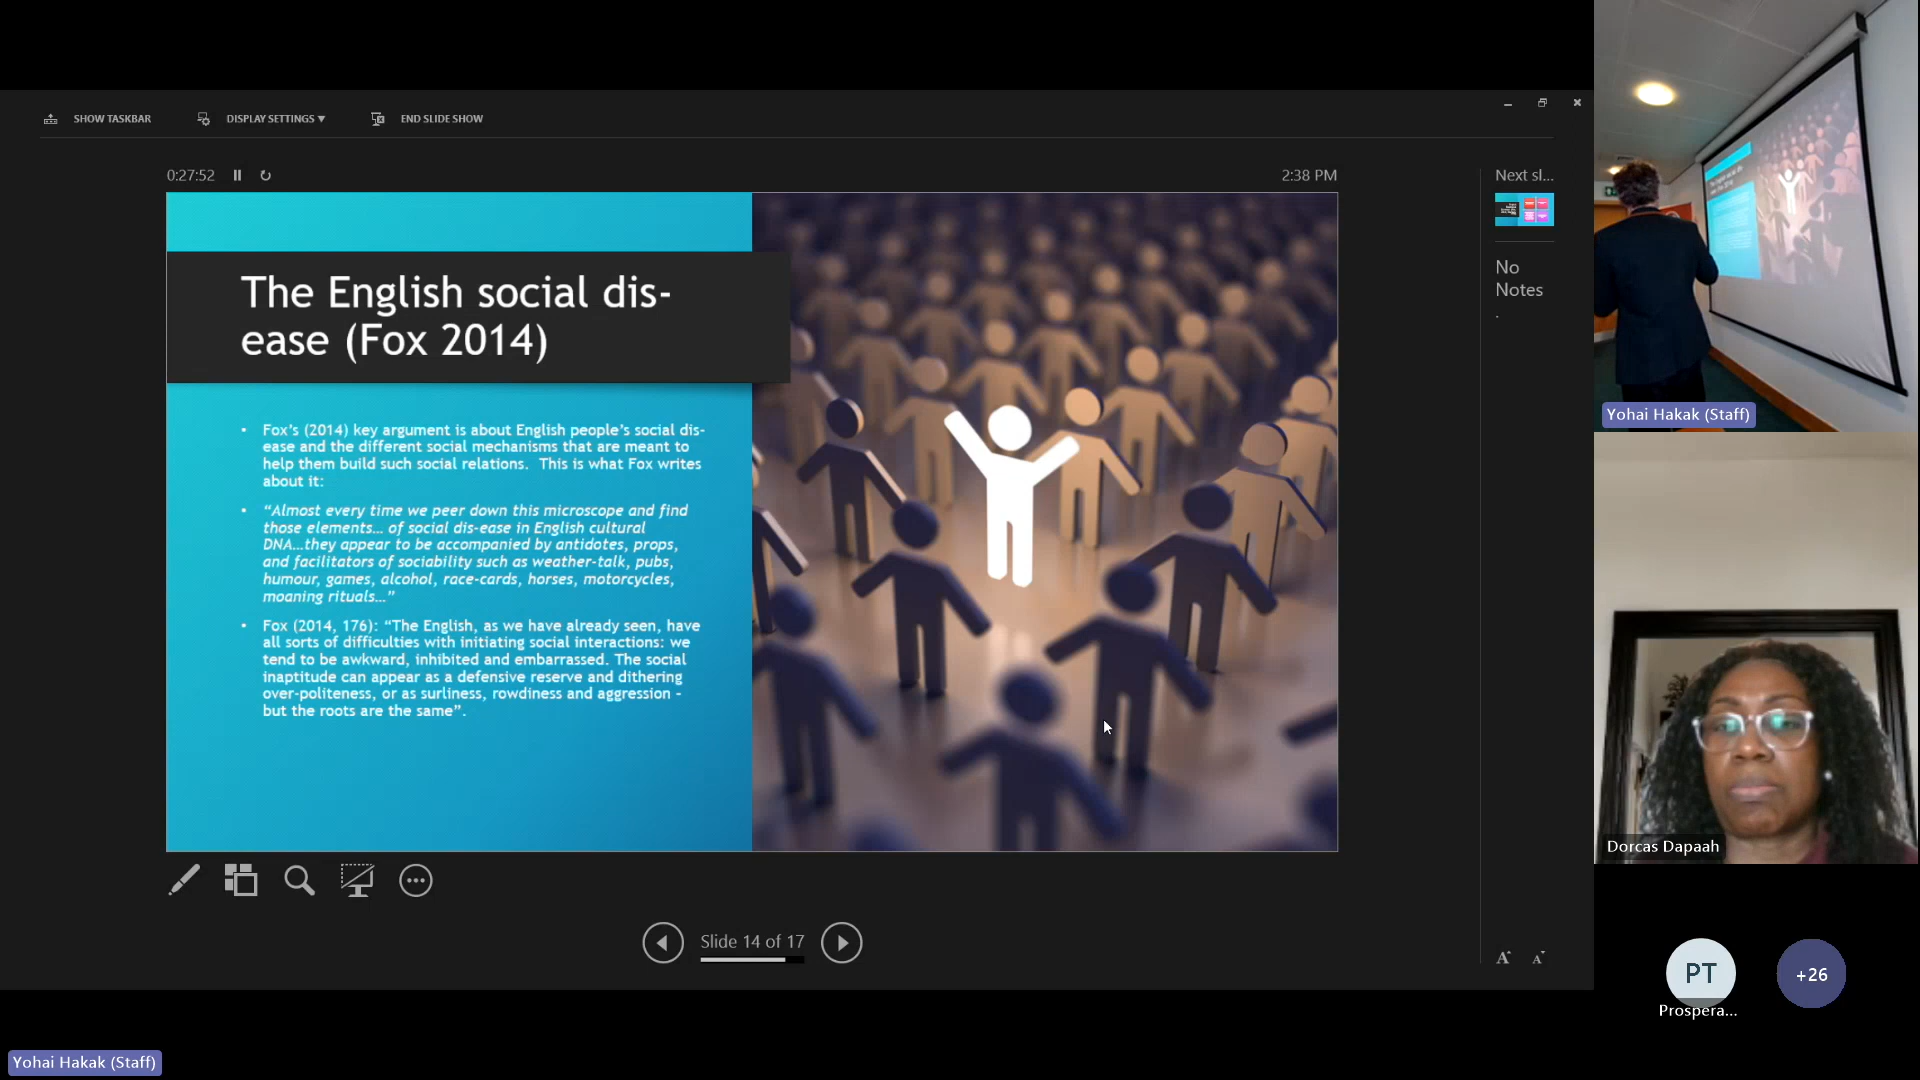 SHOW TASKBAR
DISPLAY SETTINGS ▼
END SLIDE SHOW
0:27:52
2:38 PM
Next sl...
No
Notes
.
The English social dis-
ease (Fox 2014)
• Fox's (2014) key argument is about English people's social dis-
ease and the different social mechanisms that are meant to
help them build such social relations. This is what Fox writes
about it:
• "Almost every time we peer down this microscope and find
those elements… of social dis-ease in English cultural
DNA…they appear to be accompanied by antidotes, props,
and facilitators of sociability such as weather-talk, pubs,
humour, games, alcohol, race-cards, horses, motorcycles,
moaning rituals…"
• Fox (2014, 176): "The English, as we have already seen, have
all sorts of difficulties with initiating social interactions: we
tend to be awkward, inhibited and embarrassed. The social
inaptitude can appear as a defensive reserve and dithering
over-politeness, or as surliness, rowdiness and aggression -
but the roots are the same".
Slide 14 of 17
A
A
Yohai Hakak (Staff)
Dorcas Dapaah
PT
+26
Prospera...
Yohai Hakak (Staff)